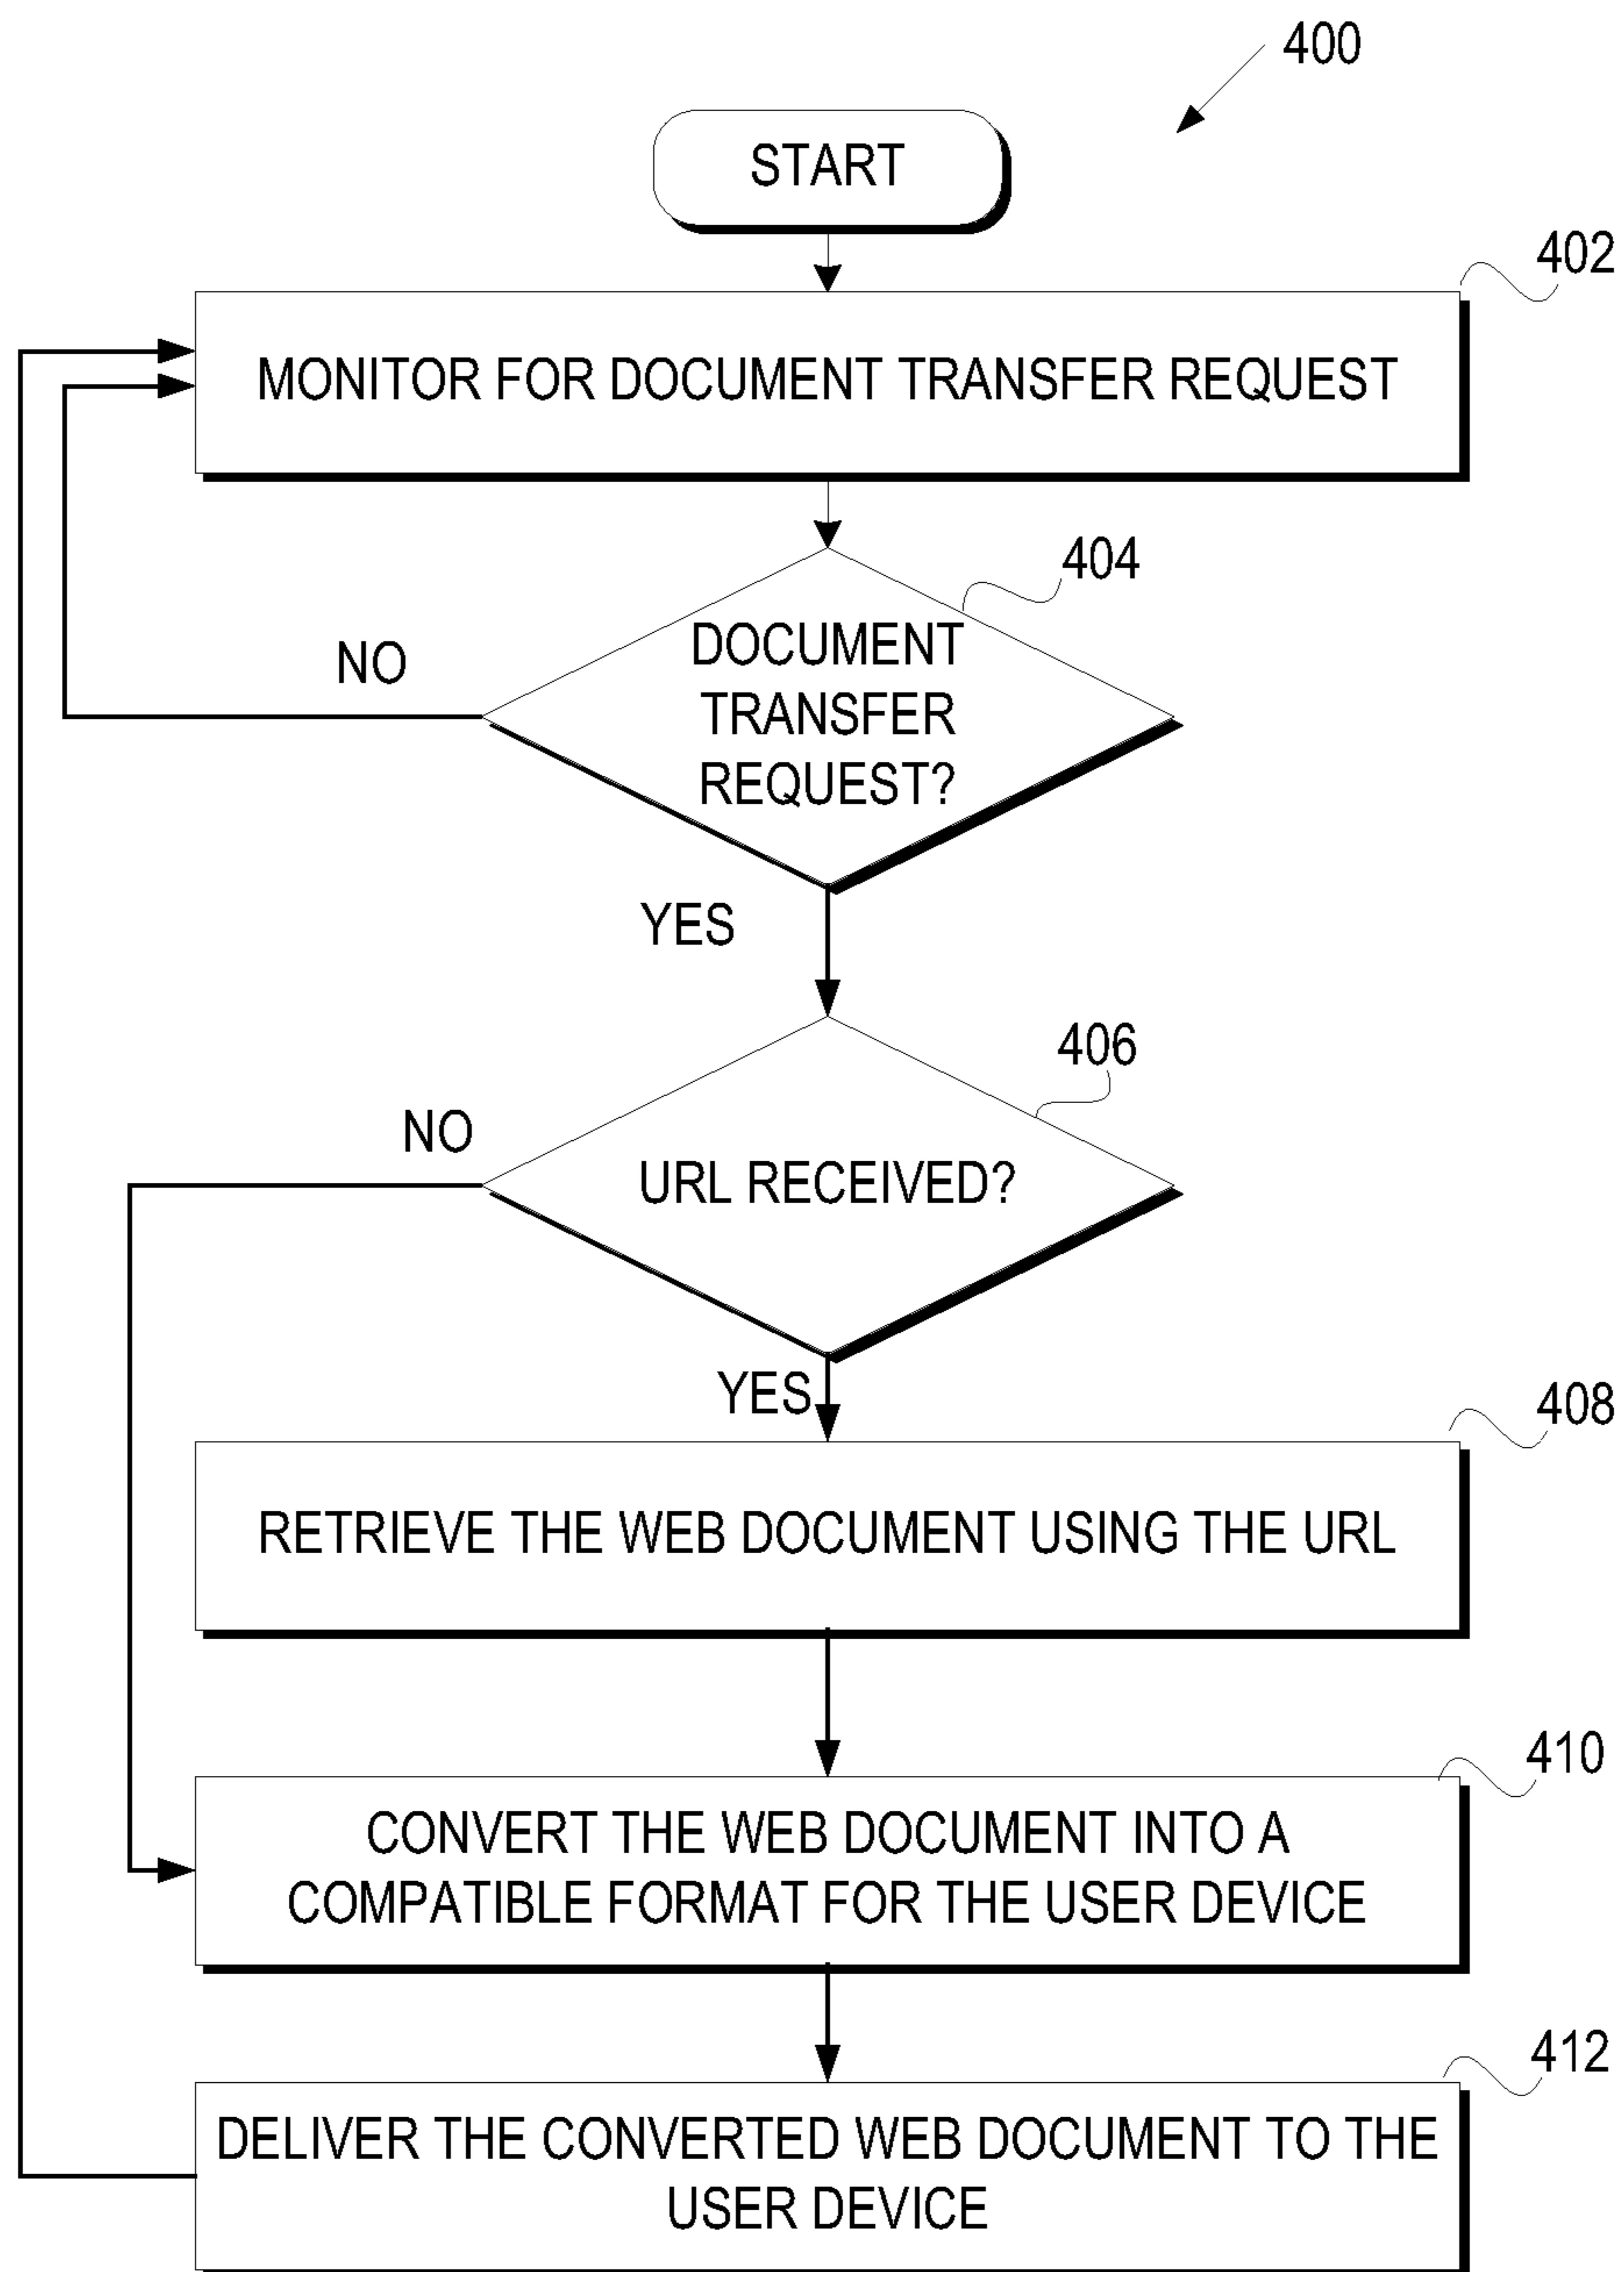 400
START
402
MONITOR FOR DOCUMENT TRANSFER REQUEST
404
DOCUMENT
TRANSFER
REQUEST?
NO
YES
406
NO
URL RECEIVED?
YES
408
RETRIEVE THE WEB DOCUMENT USING THE URL
410
CONVERT THE WEB DOCUMENT INTO A
COMPATIBLE FORMAT FOR THE USER DEVICE
412
DELIVER THE CONVERTED WEB DOCUMENT TO THE
USER DEVICE